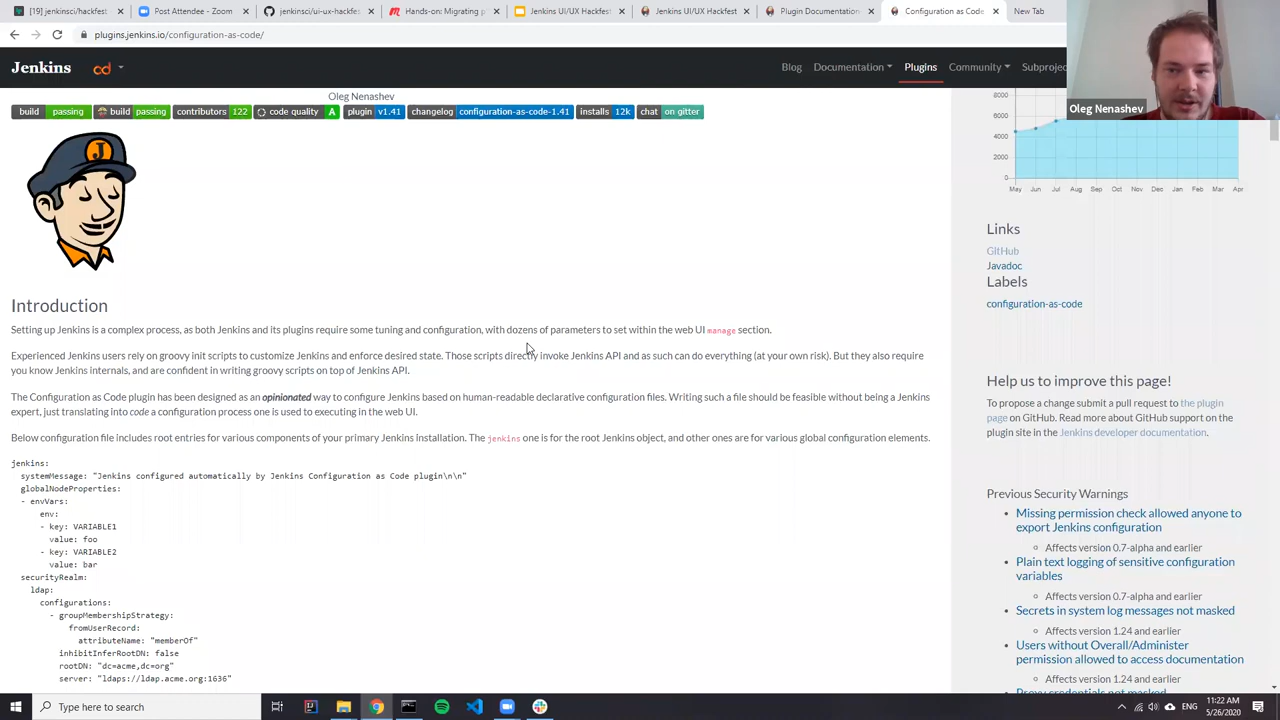 [19] jenkinsci/hackfest
Post Attendee - Zoom
jenkinsci/ui-ux-hackfes
Hands-on: Migrating p
Jenkins UI/UX Hackfest
Jenkins UI/UX Hackfest
Plugin Documentation
Configuration as Code
New Tab
plugins.jenkins.io/configuration-as-code/
Jenkins
cd
Blog Documentation Plugins Community Subproje
Oleg Nenashev
Oleg Nenashev
build passing build passing contributors 122 code quality A plugin v1.41 changelog configuration-as-code-1.41 installs 12k chat on gitter
J
8000
6000
4000
2000
0
May Jun Jul Aug Sep Oct Nov Dec Jan Feb Mar Apr
Introduction
Setting up Jenkins is a complex process, as both Jenkins and its plugins require some tuning and configuration, with dozens of parameters to set within the web UI manage section.
Experienced Jenkins users rely on groovy init scripts to customize Jenkins and enforce desired state. Those scripts directly invoke Jenkins API and as such can do everything (at your own risk). But they also require
you know Jenkins internals, and are confident in writing groovy scripts on top of Jenkins API.
The Configuration as Code plugin has been designed as an opinionated way to configure Jenkins based on human-readable declarative configuration files. Writing such a file should be feasible without being a Jenkins
expert, just translating into code a configuration process one is used to executing in the web UI.
Below configuration file includes root entries for various components of your primary Jenkins installation. The jenkins one is for the root Jenkins object, and other ones are for various global configuration elements.
jenkins:
systemMessage: "Jenkins configured automatically by Jenkins Configuration as Code plugin\n\n"
globalNodeProperties:
- envVars:
env:
- key: VARIABLE1
value: foo
- key: VARIABLE2
value: bar
securityRealm:
ldap:
configurations:
- groupMembershipStrategy:
fromUserRecord:
attributeName: "memberOf"
inhibitInferRootDN: false
rootDN: "dc=acme,dc=org"
server: "ldaps://ldap.acme.org:1636"
Links
GitHub
Javadoc
Labels
configuration-as-code
Help us to improve this page!
To propose a change submit a pull request to the plugin
page on GitHub. Read more about GitHub support on the
plugin site in the Jenkins developer documentation.
Previous Security Warnings
• Missing permission check allowed anyone to
export Jenkins configuration
Affects version 0.7-alpha and earlier
• Plain text logging of sensitive configuration
variables
Affects version 0.7-alpha and earlier
• Secrets in system log messages not masked
Affects version 1.24 and earlier
• Users without Overall/Administer
permission allowed to access documentation
Affects version 1.24 and earlier
• Proxy credentials not masked
Type here to search
ENG
11:22 AM
5/26/2020